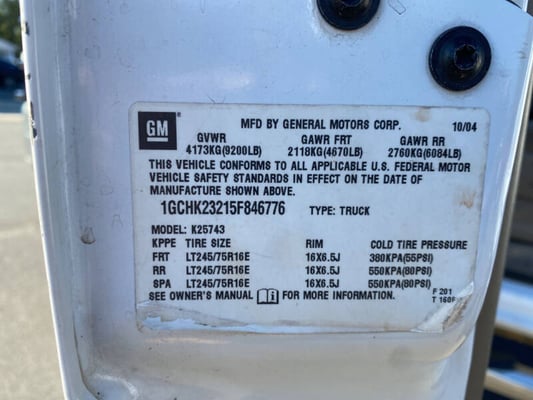 GM
MFD BY GENERAL MOTORS CORP. 10/04
GVWR GAWR FRT GAWR RR
4173KG(9200LB) 2118KG(4670LB) 2760KG(6084LB)
THIS VEHICLE CONFORMS TO ALL APPLICABLE U.S. FEDERAL MOTOR
VEHICLE SAFETY STANDARDS IN EFFECT ON THE DATE OF
MANUFACTURE SHOWN ABOVE.
1GCHK23215F846776 TYPE: TRUCK
MODEL: K25743
KPPE TIRE SIZE RIM COLD TIRE PRESSURE
FRT LT245/75R16E 16X6.5J 380KPA(55PSI)
RR LT245/75R16E 16X6.5J 550KPA(80PSI)
SPA LT245/75R16E 16X6.5J 550KPA(80PSI)
SEE OWNER'S MANUAL FOR MORE INFORMATION.
F 201
T